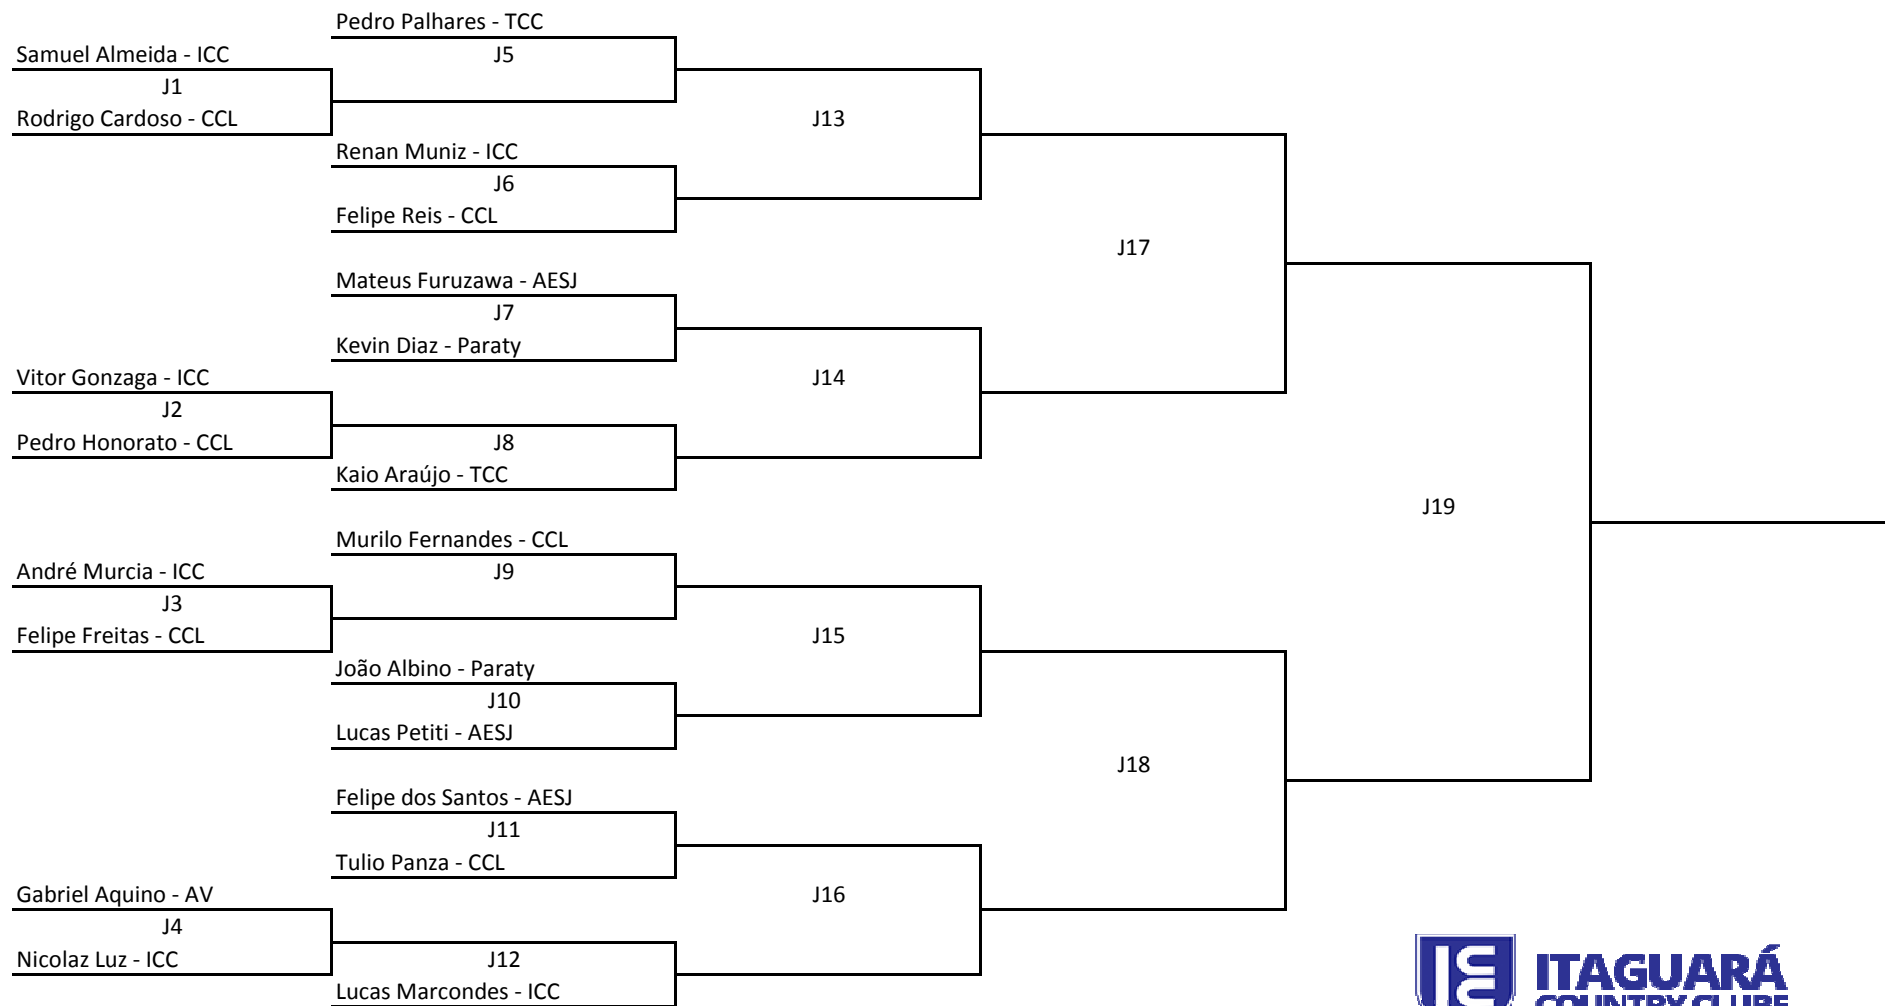 Pedro Palhares - TCC
Samuel Almeida - ICC
J5
J1
Rodrigo Cardoso - CCL
J13
Renan Muniz - ICC
J6
Felipe Reis - CCL
J17
Mateus Furuzawa - AESJ
J7
Kevin Diaz - Paraty
Vitor Gonzaga - ICC
J14
J2
Pedro Honorato - CCL
J8
Kaio Araújo - TCC
J19
Murilo Fernandes - CCL
André Murcia - ICC
J9
J3
Felipe Freitas - CCL
J15
João Albino - Paraty
J10
Lucas Petiti - AESJ
J18
Felipe dos Santos - AESJ
J11
Tulio Panza - CCL
Gabriel Aquino - AV
J16
J4
Nicolaz Luz - ICC
J12
Lucas Marcondes - ICC
ITAGUARÁ
COUNTRY CLUBE